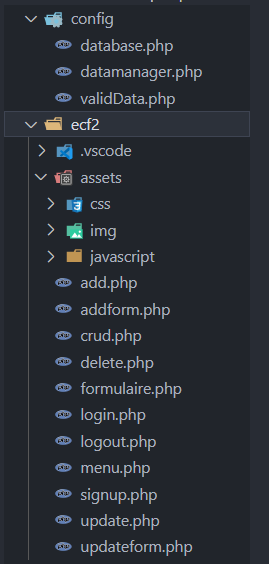 config
database.php
datamanager.php
validData.php
ecf2
.vscode
assets
css
img
javascript
add.php
addform.php
crud.php
delete.php
formulaire.php
login.php
logout.php
menu.php
signup.php
update.php
updateform.php